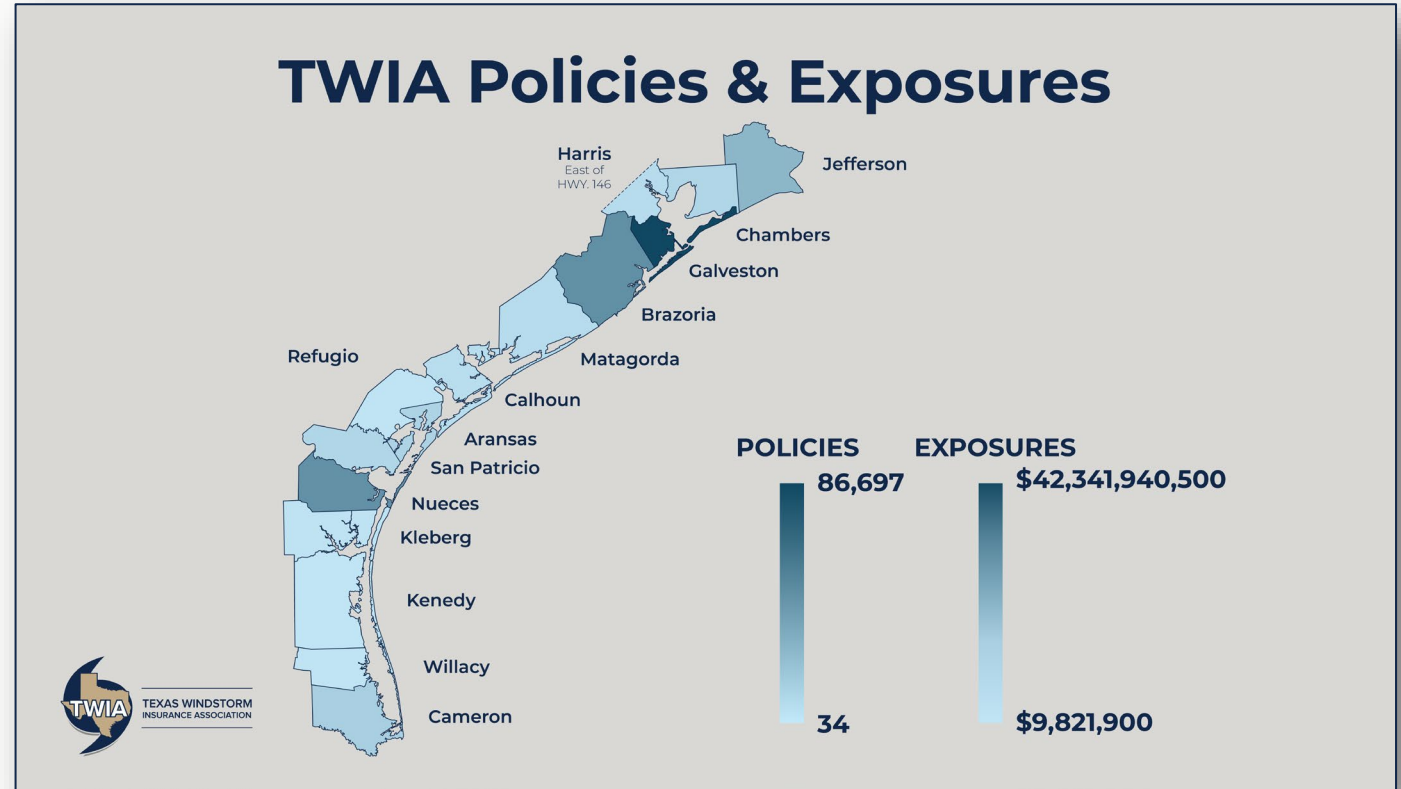 TWIA Policies & Exposures
Harris
East of
HWY. 146
Jefferson
Chambers
Galveston
Brazoria
Refugio
Matagorda
Calhoun
Aransas
San Patricio
Nueces
Kleberg
Kenedy
Willacy
Cameron
POLICIES
86,697
34
EXPOSURES
$42,341,940,500
$9,821,900
TWIA
TEXAS WINDSTORM
INSURANCE ASSOCIATION